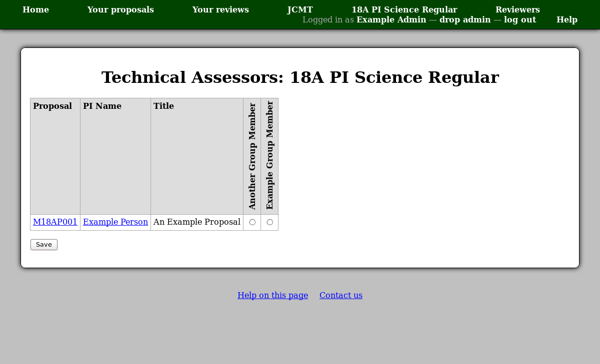 Home Your proposals Your reviews JCMT 18A PI Science Regular Reviewers
Logged in as Example Admin — drop admin — log out Help
Technical Assessors: 18A PI Science Regular
Proposal PI Name Title Another Group Member Example Group Member
M18AP001 Example Person An Example Proposal
Save
Help on this page Contact us